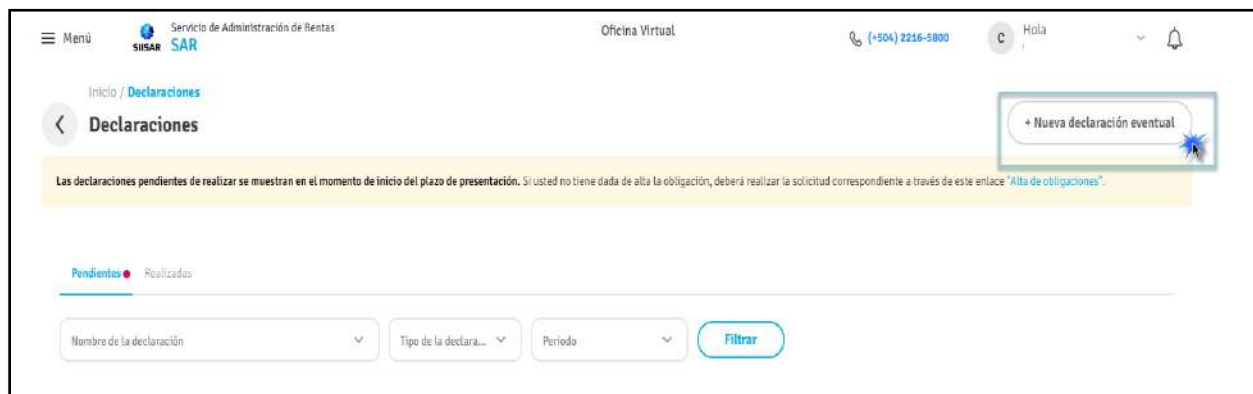 Menú
SIISAR
Servicio de Administración de Rentas
SAR
Oficina Virtual
(+504) 2216-5800
C
Hola
Inicio / Declaraciones
Declaraciones
+ Nueva declaración eventual
Las declaraciones pendientes de realizar se muestran en el momento de inicio del plazo de presentación. Si usted no tiene dada de alta la obligación, deberá realizar la solicitud correspondiente a través de este enlace "Alta de obligaciones".
Pendientes Realizadas
Nombre de la declaración
Tipo de la declara...
Periodo
Filtrar